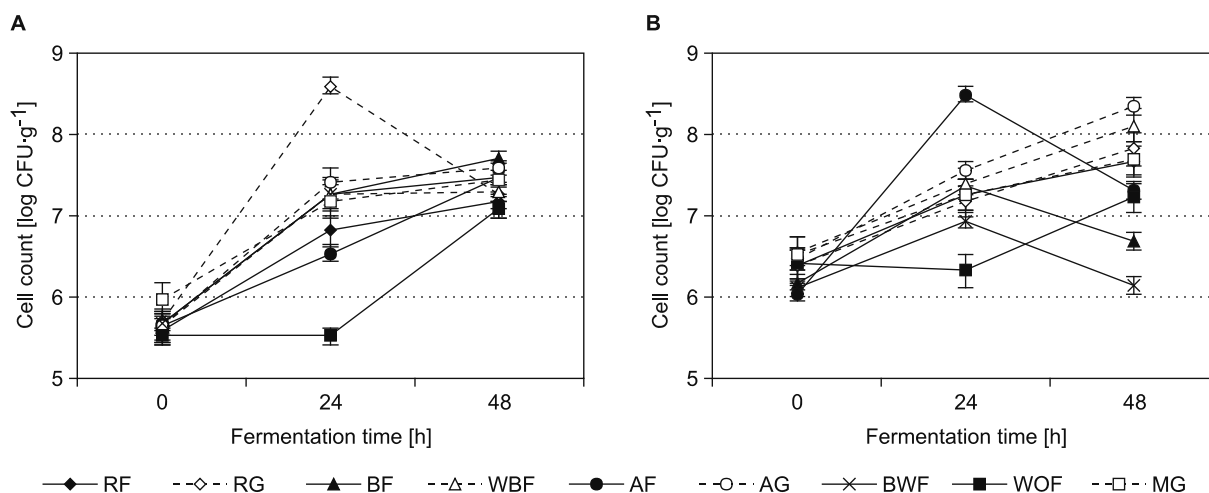 A
B
9
8
7
6
5
Cell count [log CFU·g⁻¹]
0 24 48
Fermentation time [h]
9
8
7
6
5
Cell count [log CFU·g⁻¹]
0 24 48
Fermentation time [h]
RF RG BF WBF AF AG BWF WOF MG